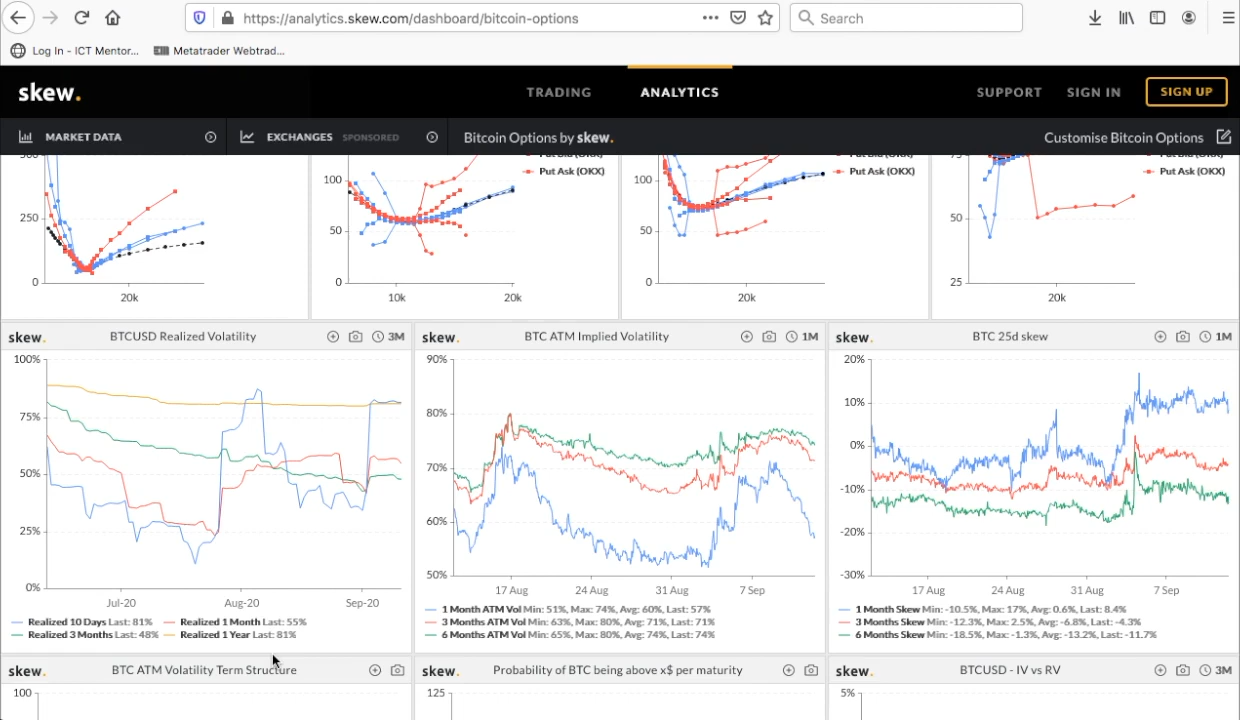 https://analytics.skew.com/dashboard/bitcoin-options
Search
Log In - ICT Mentor...
Metatrader Webtrad...
skew.
TRADING
ANALYTICS
SUPPORT
SIGN IN
SIGN UP
MARKET DATA
EXCHANGES SPONSORED
Bitcoin Options by skew.
Customise Bitcoin Options
500
250
0
20k
Put Bid (OKX)
Put Ask (OKX)
100
50
0
10k 20k
Put Bid (OKX)
Put Ask (OKX)
100
50
0
20k
Put Bid (OKX)
Put Ask (OKX)
75
50
25
20k
skew. BTCUSD Realized Volatility 3M
100%
75%
50%
25%
0%
Jul-20 Aug-20 Sep-20
Realized 10 Days Last: 81% Realized 1 Month Last: 55%
Realized 3 Months Last: 48% Realized 1 Year Last: 81%
skew. BTC ATM Implied Volatility 1M
90%
80%
70%
60%
50%
17 Aug 24 Aug 31 Aug 7 Sep
1 Month ATM Vol Min: 51%, Max: 74%, Avg: 60%, Last: 57%
3 Months ATM Vol Min: 63%, Max: 80%, Avg: 71%, Last: 71%
6 Months ATM Vol Min: 65%, Max: 80%, Avg: 74%, Last: 74%
skew. BTC 25d skew 1M
20%
10%
0%
-10%
-20%
-30%
17 Aug 24 Aug 31 Aug 7 Sep
1 Month Skew Min: -10.5%, Max: 17%, Avg: 0.6%, Last: 8.4%
3 Months Skew Min: -12.3%, Max: 2.5%, Avg: -6.8%, Last: -4.3%
6 Months Skew Min: -18.5%, Max: -1.3%, Avg: -13.2%, Last: -11.7%
skew. BTC ATM Volatility Term Structure
100
skew. Probability of BTC being above x$ per maturity
125
skew. BTCUSD - IV vs RV 3M
5%